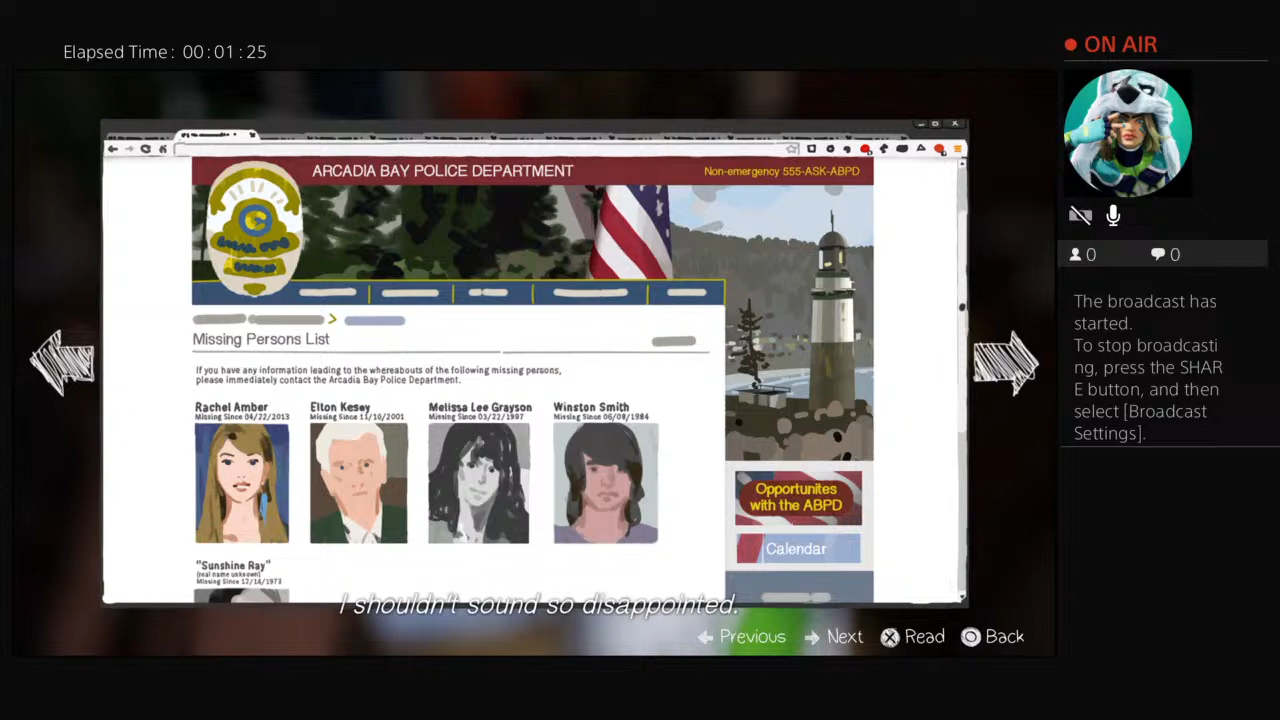 Elapsed Time: 00:01:25
ON AIR
0 0
The broadcast has
started.
To stop broadcasti
ng, press the SHAR
E button, and then
select [Broadcast
Settings].
ARCADIA BAY POLICE DEPARTMENT
Non-emergency 555-ASK-ABPD
Missing Persons List
If you have any information leading to the whereabouts of the following missing persons,
please immediately contact the Arcadia Bay Police Department.
Rachel Amber Elton Kesey Melissa Lee Grayson Winston Smith
Missing Since 04/22/2013 Missing Since 11/10/2001 Missing Since 03/22/1997 Missing Since 06/08/1984
Opportunites
with the ABPD
Calendar
"Sunshine Ray"
(real name unknown)
Missing Since 12/14/1973
I shouldn't sound so disappointed.
Previous Next Read Back